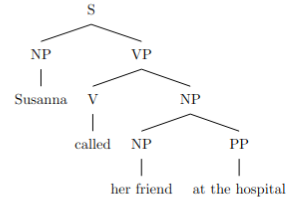 S
NP VP
Susanna V NP
called NP PP
her friend at the hospital